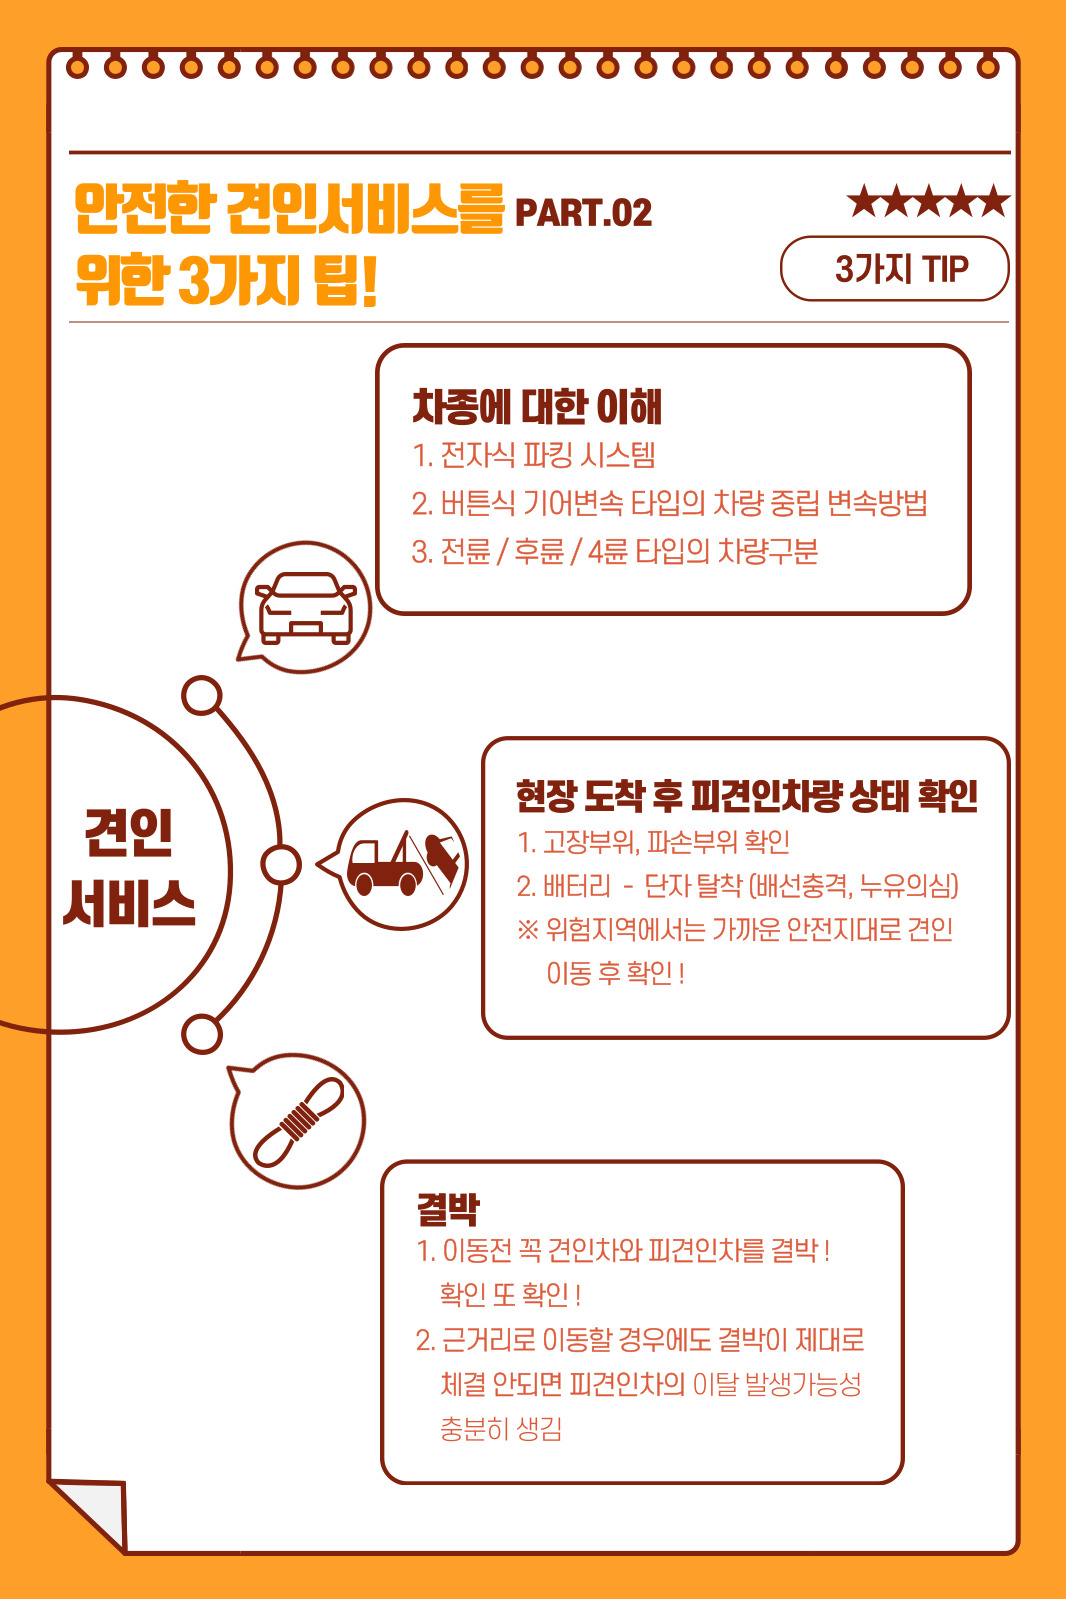 안전한 견인서비스를 PART.02
위한 3가지 팁!
★★★★★
3가지 TIP
차종에 대한 이해
1. 전자식 파킹 시스템
2. 버튼식 기어변속 타입의 차량 중립 변속방법
3. 전륜 / 후륜 / 4륜 타입의 차량구분
견인
서비스
현장 도착 후 피견인차량 상태 확인
1. 고장부위, 파손부위 확인
2. 배터리 - 단자 탈착 (배선충격, 누유의심)
※ 위험지역에서는 가까운 안전지대로 견인
이동 후 확인 !
결박
1. 이동전 꼭 견인차와 피견인차를 결박 !
확인 또 확인 !
2. 근거리로 이동할 경우에도 결박이 제대로
체결 안되면 피견인차의 이탈 발생가능성
충분히 생김